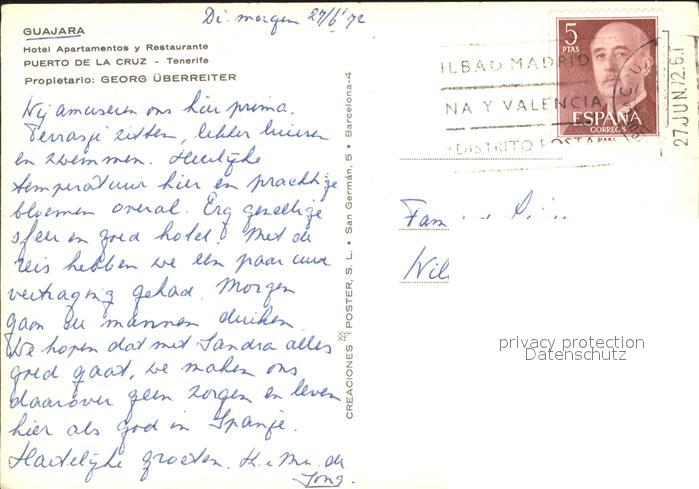 Di. morgen 27/6 '72
GUAJARA
Hotel Apartamentos y Restaurante
PUERTO DE LA CRUZ - Tenerife
Propietario: GEORG ÜBERREITER
Wij amuseren ons hier prima.
Terrasje zitten, lekker luieren
en zwemmen. Heerlijke
temperatuur hier en prachtige
bloemen overal. Erg gezellige
sfeer en goed hotel! Met de
reis hebben we een paar uur
vertraging gehad. Morgen
gaan de mannen duiken.
We hopen dat met Sandra alles
goed gaat, we maken ons
daarover geen zorgen en leven
hier als god in Spanje.
Hartelijke groeten. H. & Mw. de
Jong.
CREACIONES POSTER, S. L. • San Germán, 5 • Barcelona-4
5
PTAS
ESPAÑA
CORREOS
BILBAO MADRID
NA Y VALENCIA
DISTRITO POSTAL
27 JUN 72
Fam
Wil
privacy protection
Datenschutz